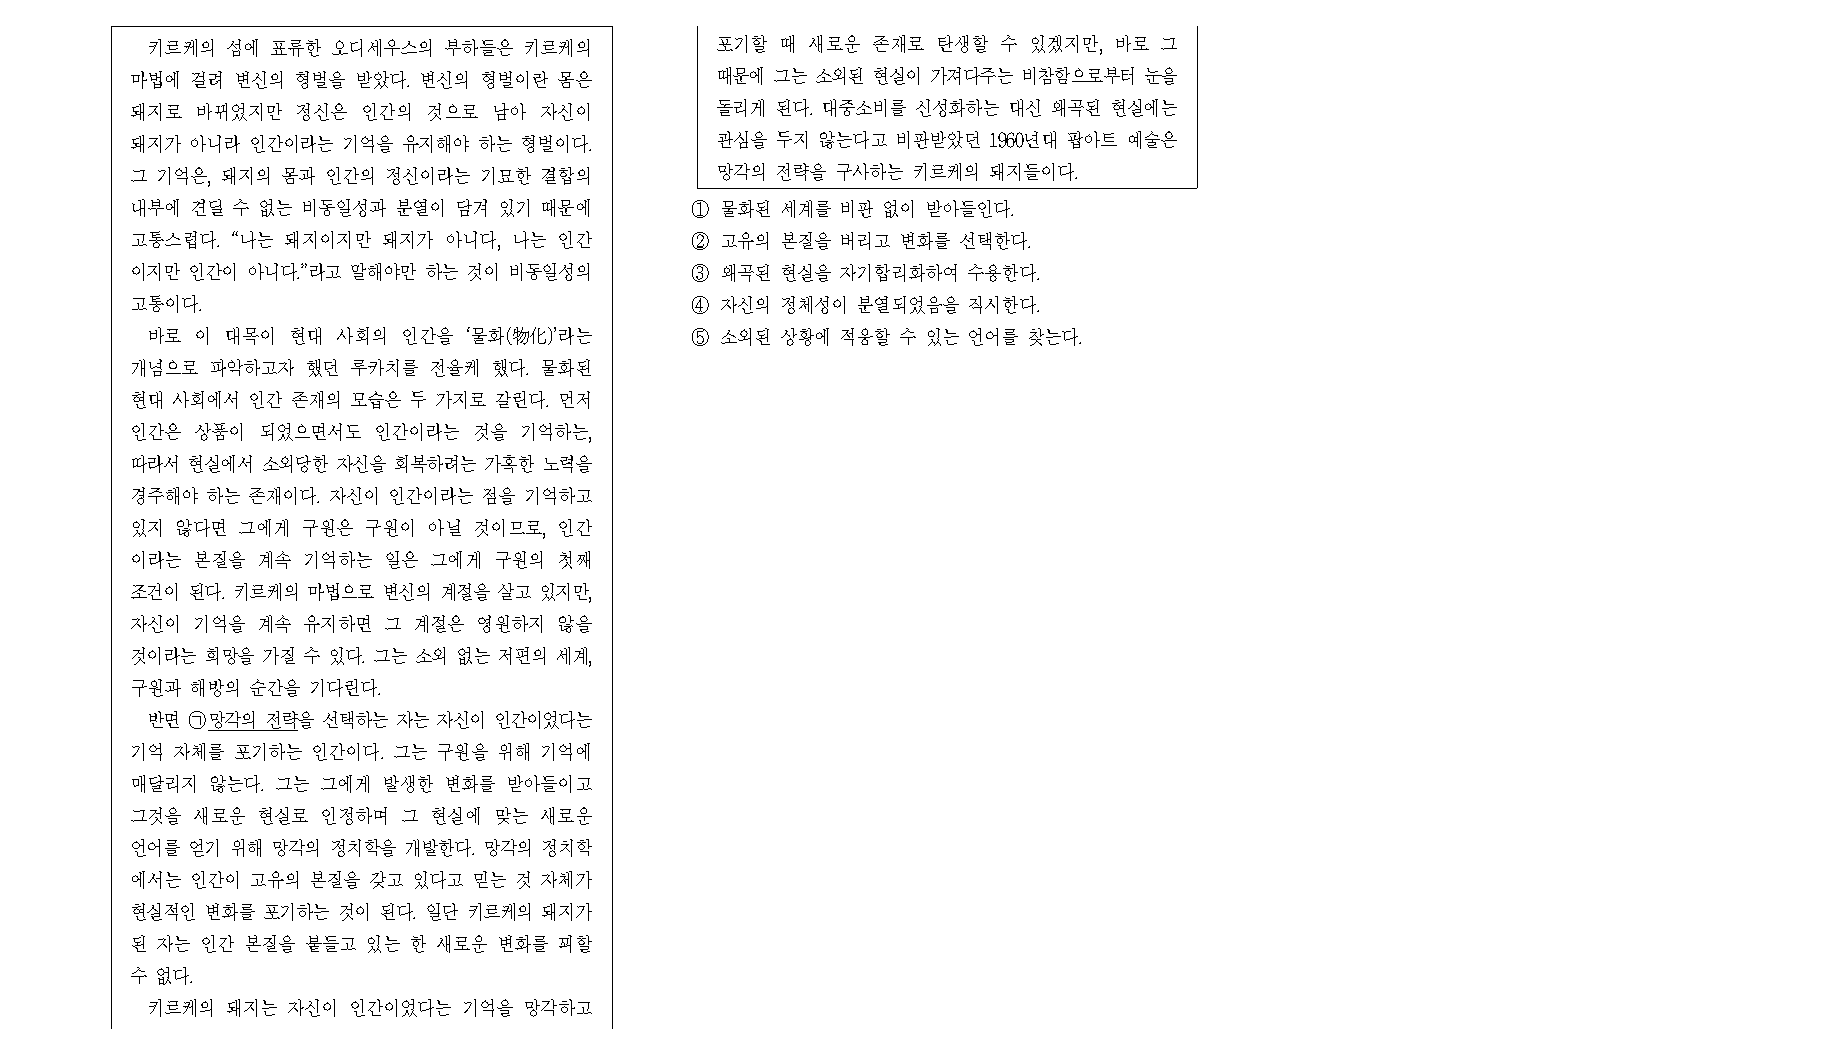 키르케의 섬에 표류한 오디세우스의 부하들은 키르케의
마법에 걸려 변신의 형벌을 받았다. 변신의 형벌이란 몸은
돼지로 바뀌었지만 정신은 인간의 것으로 남아 자신이
돼지가 아니라 인간이라는 기억을 유지해야 하는 형벌이다.
그 기억은, 돼지의 몸과 인간의 정신이라는 기묘한 결합의
내부에 견딜 수 없는 비동일성과 분열이 담겨 있기 때문에
고통스럽다. “나는 돼지이지만 돼지가 아니다, 나는 인간
이지만 인간이 아니다.”라고 말해야만 하는 것이 비동일성의
고통이다.
바로 이 대목이 현대 사회의 인간을 ‘물화(物化)’라는
개념으로 파악하고자 했던 루카치를 전율케 했다. 물화된
현대 사회에서 인간 존재의 모습은 두 가지로 갈린다. 먼저
인간은 상품이 되었으면서도 인간이라는 것을 기억하는,
따라서 현실에서 소외당한 자신을 회복하려는 가혹한 노력을
경주해야 하는 존재이다. 자신이 인간이라는 점을 기억하고
있지 않다면 그에게 구원은 구원이 아닐 것이므로, 인간
이라는 본질을 계속 기억하는 일은 그에게 구원의 첫째
조건이 된다. 키르케의 마법으로 변신의 계절을 살고 있지만,
자신이 기억을 계속 유지하면 그 계절은 영원하지 않을
것이라는 희망을 가질 수 있다. 그는 소외 없는 저편의 세계,
구원과 해방의 순간을 기다린다.
반면 ㉠망각의 전략을 선택하는 자는 자신이 인간이었다는
기억 자체를 포기하는 인간이다. 그는 구원을 위해 기억에
매달리지 않는다. 그는 그에게 발생한 변화를 받아들이고
그것을 새로운 현실로 인정하며 그 현실에 맞는 새로운
언어를 얻기 위해 망각의 정치학을 개발한다. 망각의 정치학
에서는 인간이 고유의 본질을 갖고 있다고 믿는 것 자체가
현실적인 변화를 포기하는 것이 된다. 일단 키르케의 돼지가
된 자는 인간 본질을 붙들고 있는 한 새로운 변화를 꾀할
수 없다.
키르케의 돼지는 자신이 인간이었다는 기억을 망각하고
포기할 때 새로운 존재로 탄생할 수 있겠지만, 바로 그
때문에 그는 소외된 현실이 가져다주는 비참함으로부터 눈을
돌리게 된다. 대중소비를 신성화하는 대신 왜곡된 현실에는
관심을 두지 않는다고 비판받았던 1960년대 팝아트 예술은
망각의 전략을 구사하는 키르케의 돼지들이다.
① 물화된 세계를 비판 없이 받아들인다.
② 고유의 본질을 버리고 변화를 선택한다.
③ 왜곡된 현실을 자기합리화하여 수용한다.
④ 자신의 정체성이 분열되었음을 직시한다.
⑤ 소외된 상황에 적응할 수 있는 언어를 찾는다.